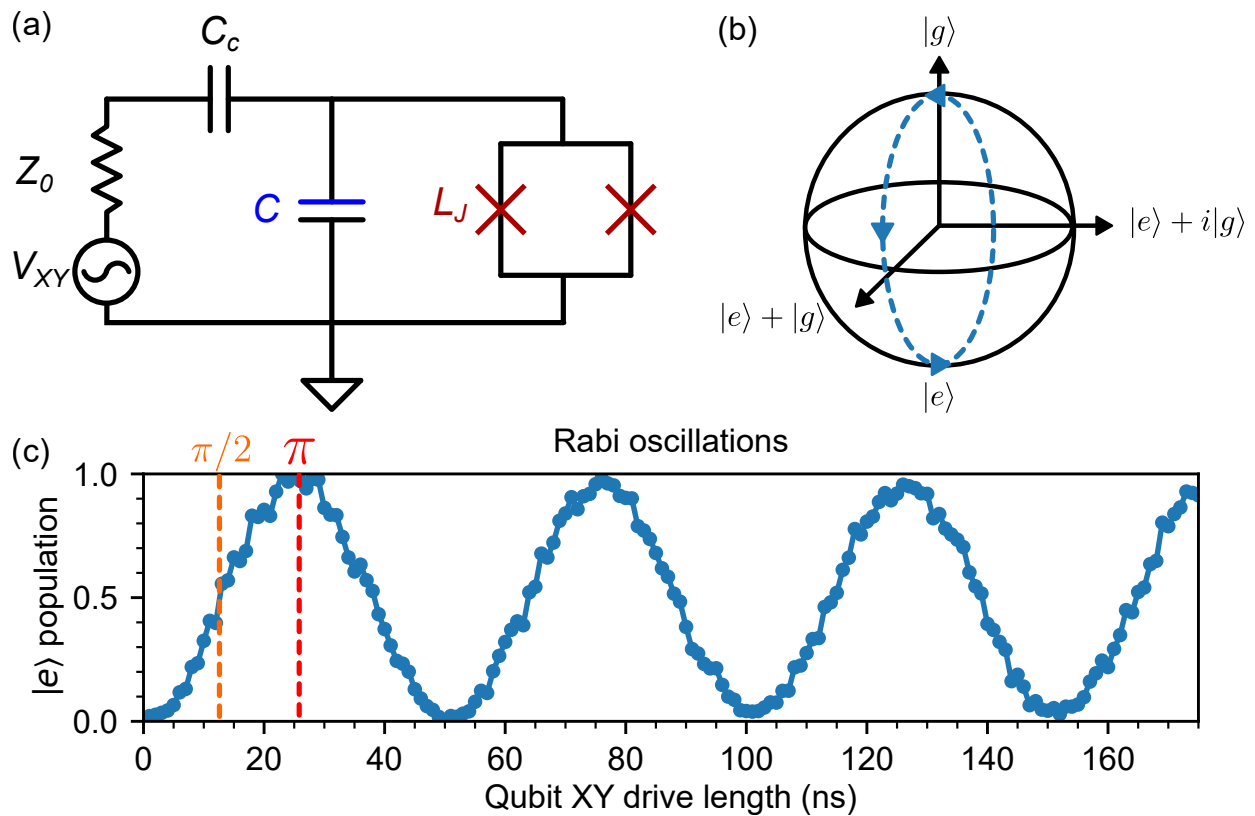 (a)
C_c
Z_0
V_XY
C
L_J
(b)
|g⟩
|e⟩ + i|g⟩
|e⟩ + |g⟩
|e⟩
(c)
π/2
π
Rabi oscillations
|e⟩ population
1.0
0.5
0.0
0 20 40 60 80 100 120 140 160
Qubit XY drive length (ns)